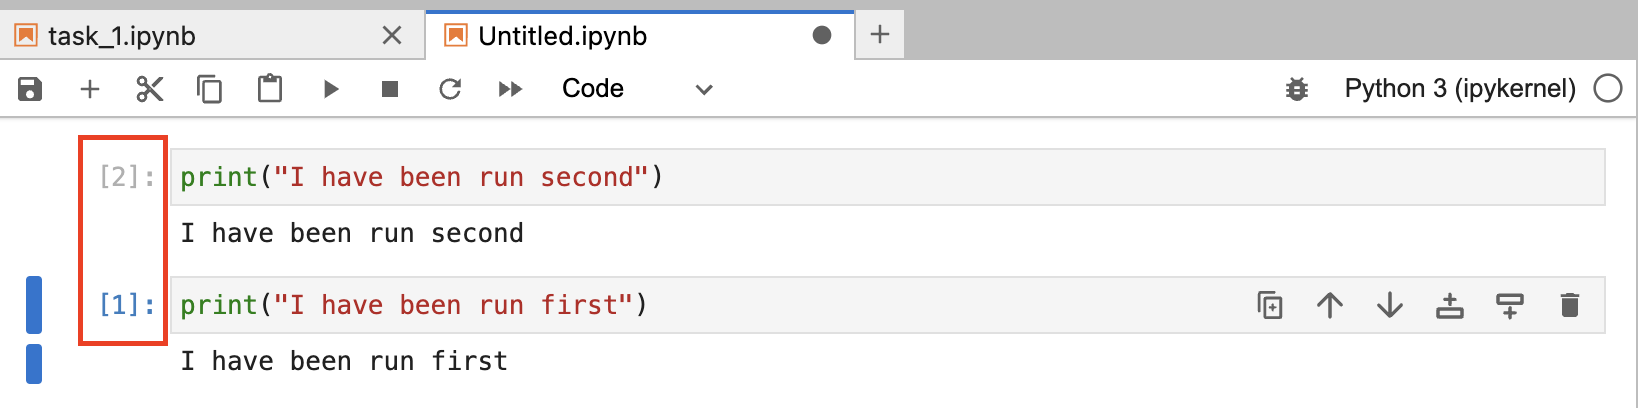 task_1.ipynb Untitled.ipynb
Code Python 3 (ipykernel)
[2]: print("I have been run second")
I have been run second
[1]: print("I have been run first")
I have been run first